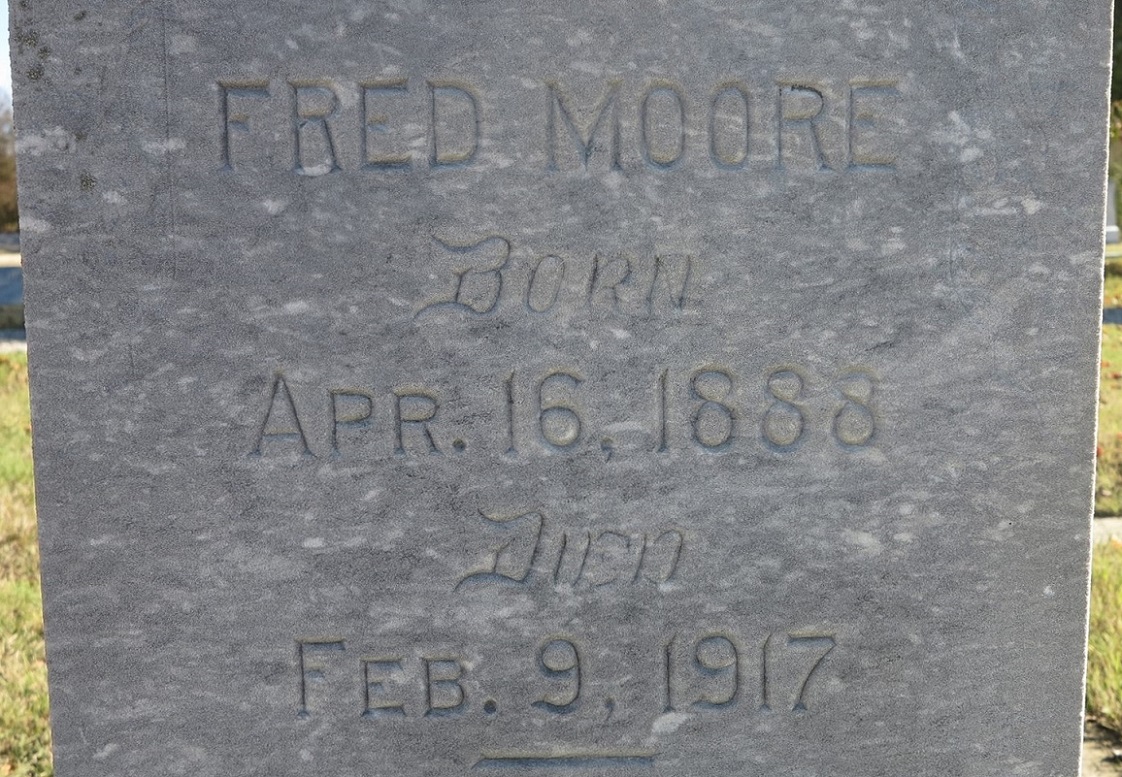 FRED MOORE
BORN
APR. 16, 1888
DIED
FEB. 9, 1917